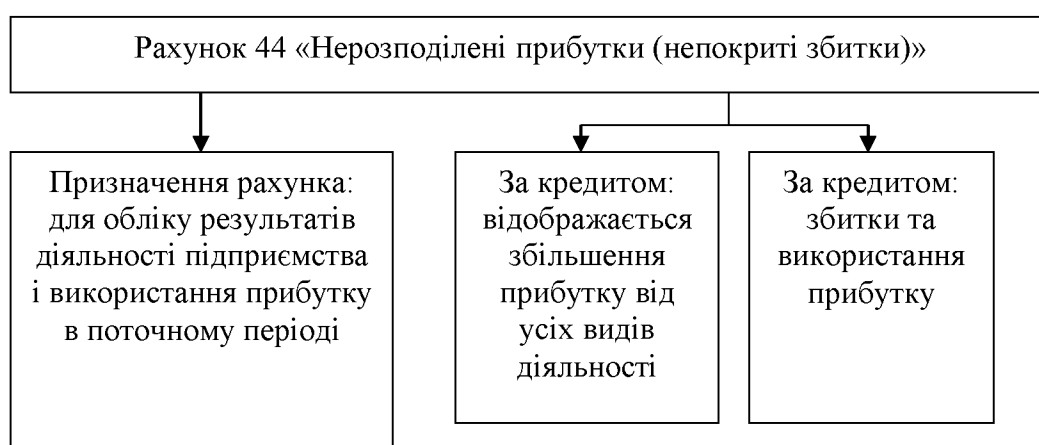 Рахунок 44 «Нерозподілені прибутки (непокриті збитки)»
Призначення рахунка:
для обліку результатів
діяльності підприємства
і використання прибутку
в поточному періоді
За кредитом:
відображається
збільшення
прибутку від
усіх видів
діяльності
За кредитом:
збитки та
використання
прибутку